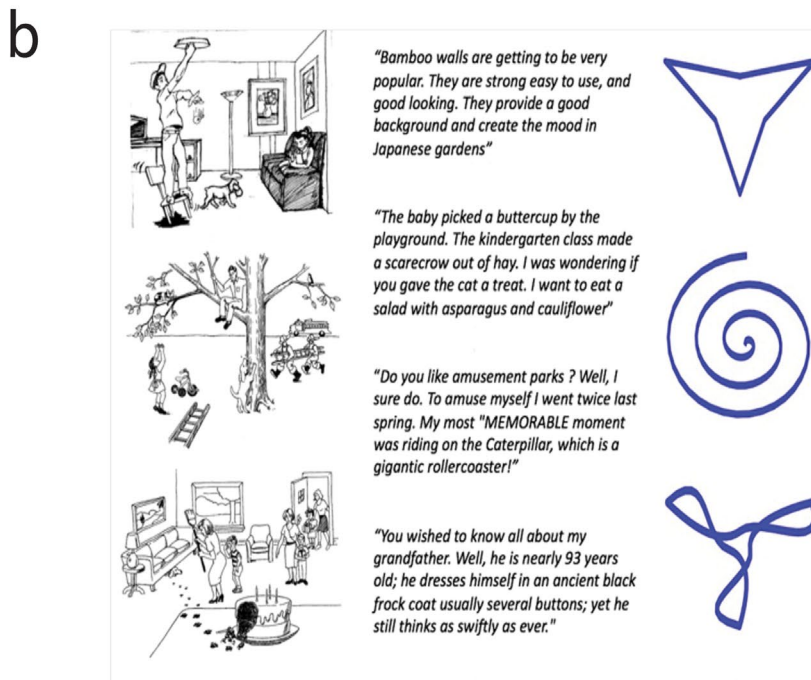 b
“Bamboo walls are getting to be very
popular. They are strong easy to use, and
good looking. They provide a good
background and create the mood in
Japanese gardens”
“The baby picked a buttercup by the
playground. The kindergarten class made
a scarecrow out of hay. I was wondering if
you gave the cat a treat. I want to eat a
salad with asparagus and cauliflower”
“Do you like amusement parks ? Well, I
sure do. To amuse myself I went twice last
spring. My most "MEMORABLE moment
was riding on the Caterpillar, which is a
gigantic rollercoaster!”
“You wished to know all about my
grandfather. Well, he is nearly 93 years
old; he dresses himself in an ancient black
frock coat usually several buttons; yet he
still thinks as swiftly as ever."